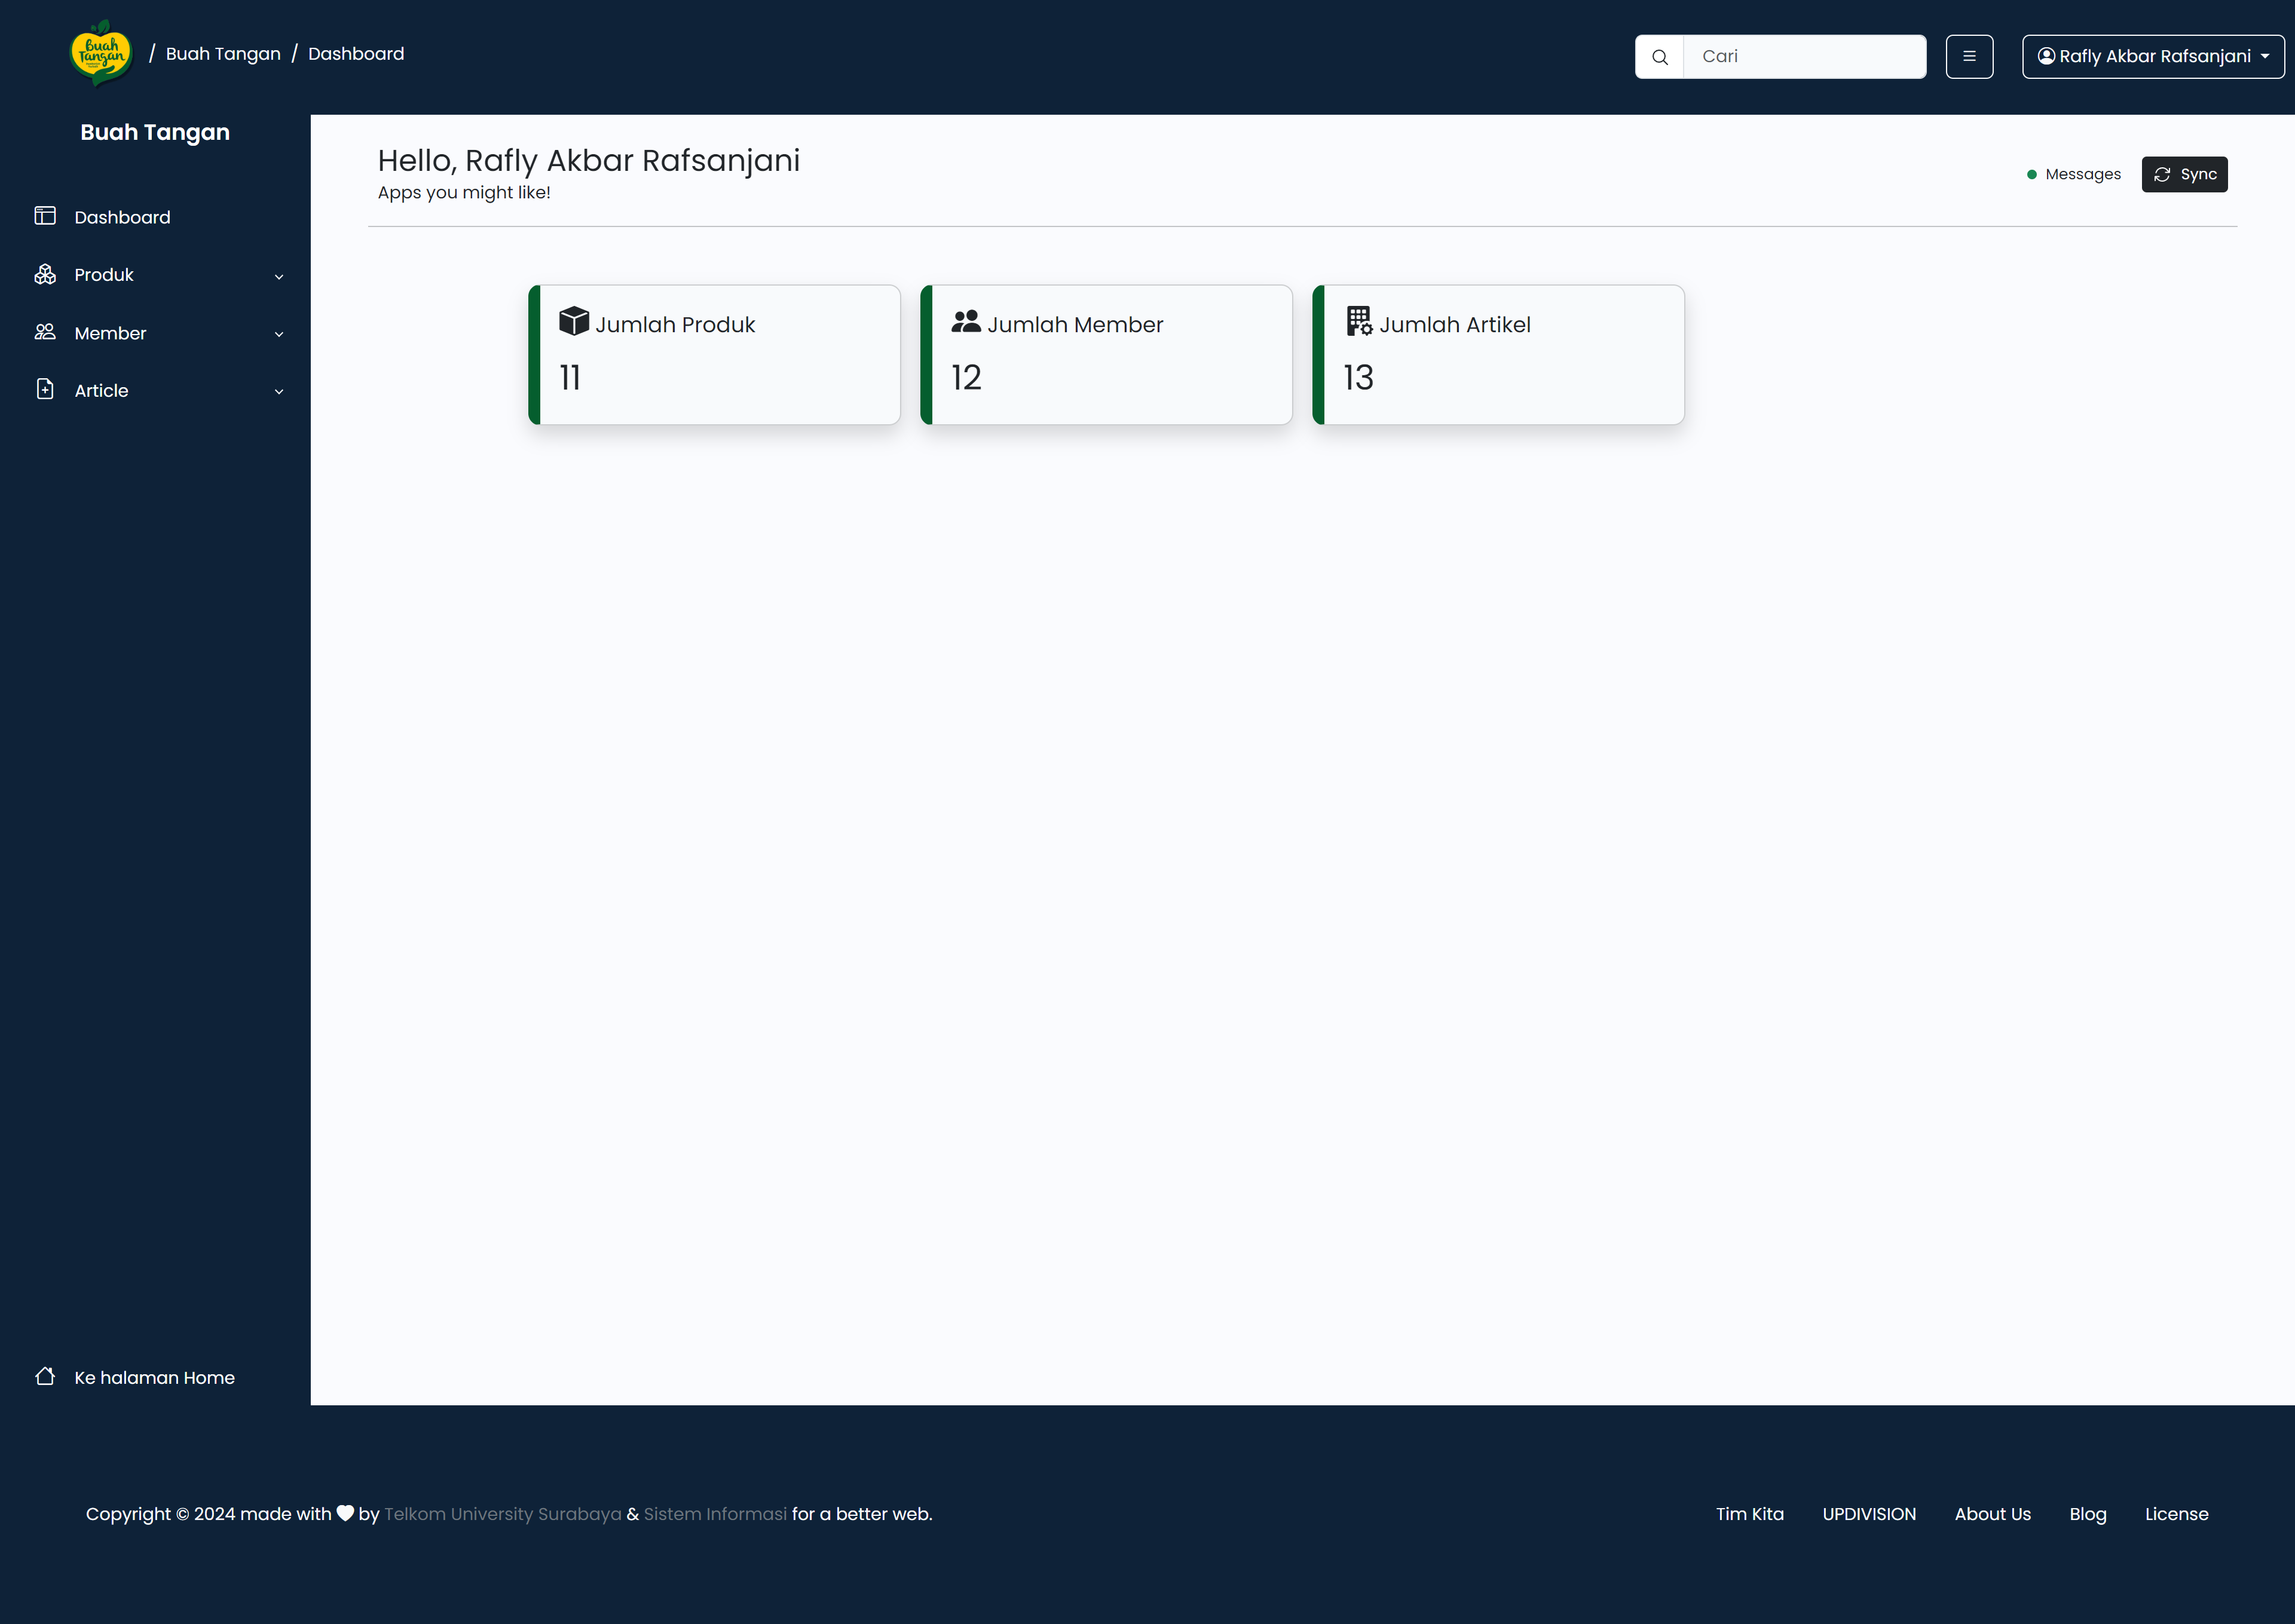 Buah
Tangan
/ Buah Tangan / Dashboard
Cari
Rafly Akbar Rafsanjani
Buah Tangan
Dashboard
Produk
Member
Article
Ke halaman Home
Hello, Rafly Akbar Rafsanjani
Apps you might like!
Messages
Sync
Jumlah Produk
11
Jumlah Member
12
Jumlah Artikel
13
Copyright © 2024 made with by Telkom University Surabaya & Sistem Informasi for a better web.
Tim Kita UPDIVISION About Us Blog License